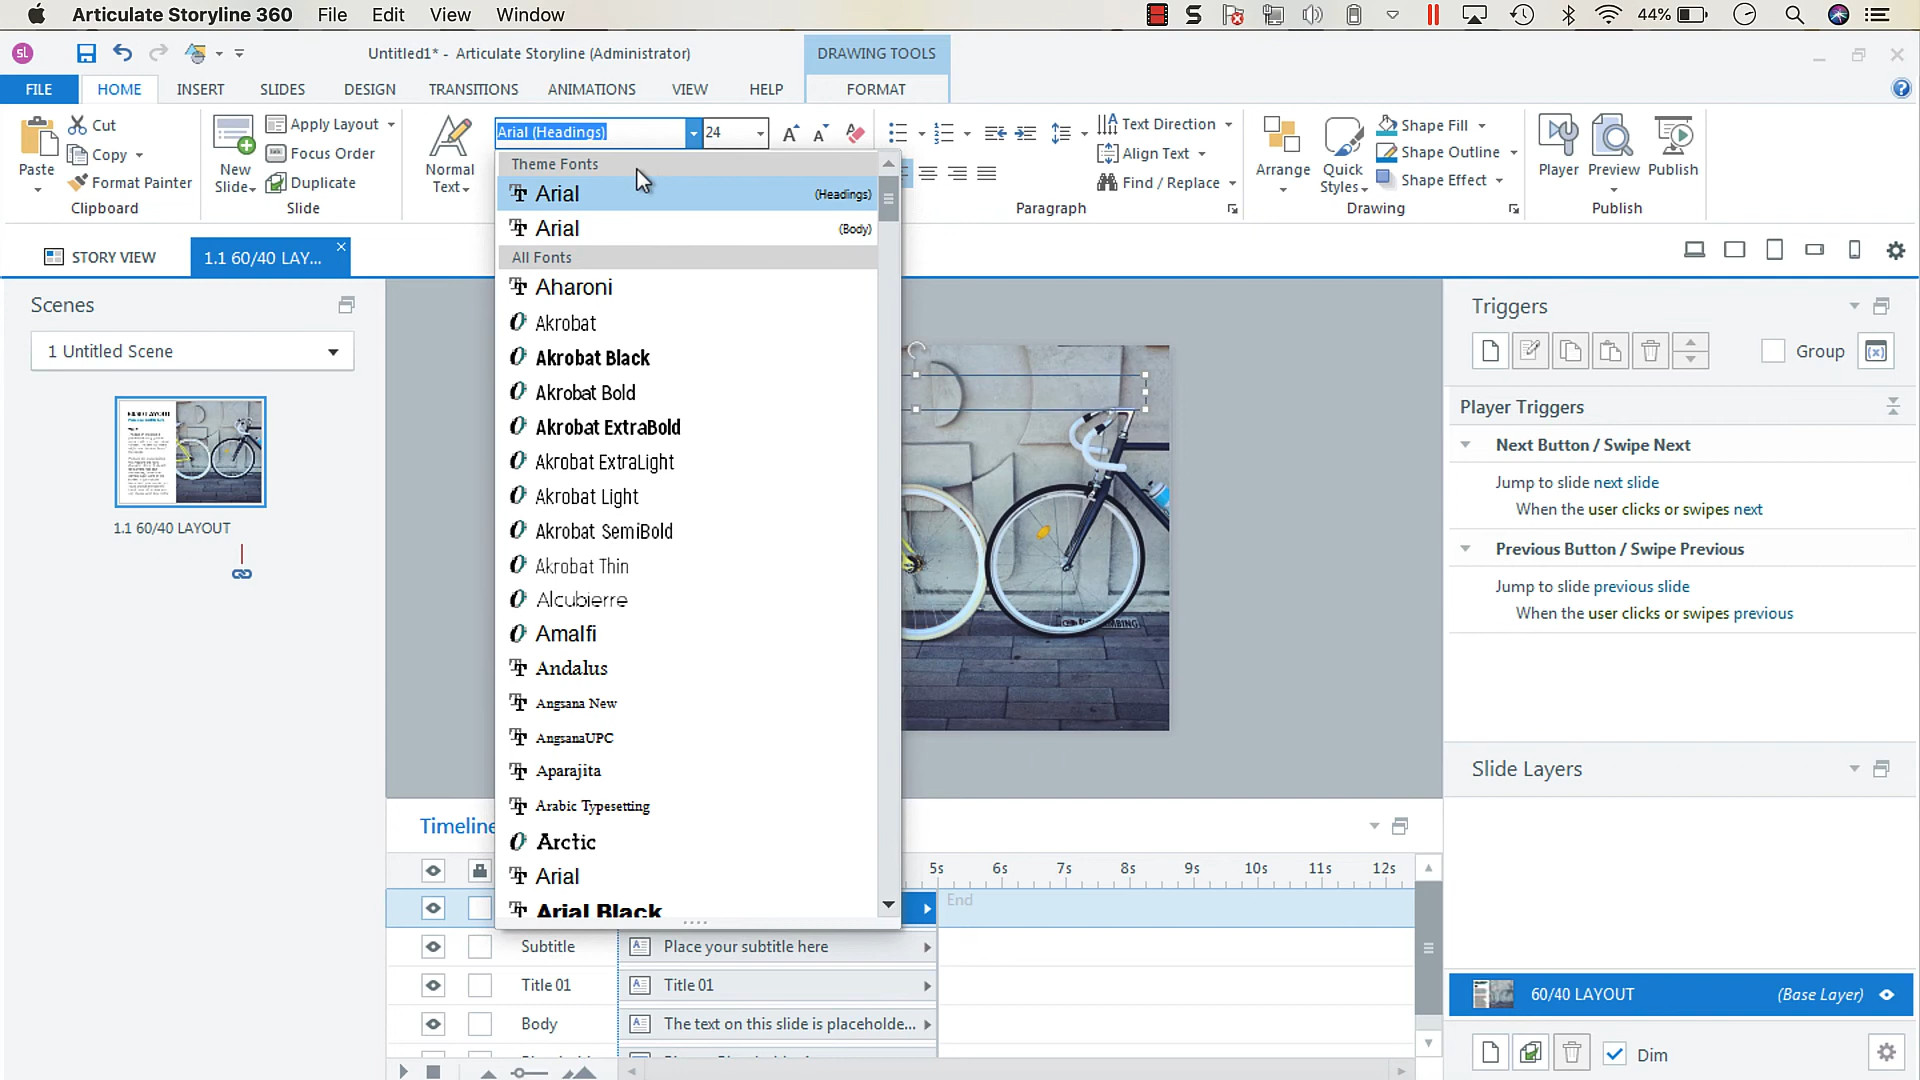 Articulate Storyline 360 File Edit View Window 44%
sL Untitled1* - Articulate Storyline (Administrator) DRAWING TOOLS
FILE HOME INSERT SLIDES DESIGN TRANSITIONS ANIMATIONS VIEW HELP FORMAT
Paste
Cut
Copy
Format Painter
Clipboard
New Slide
Apply Layout
Focus Order
Duplicate
Slide
Normal Text
Arial (Headings) 24
Text Direction
Align Text
Find / Replace
Paragraph
Arrange
Quick Styles
Shape Fill
Shape Outline
Shape Effect
Drawing
Player
Preview
Publish
Publish
STORY VIEW
1.1 60/40 LAY...
Theme Fonts
Arial (Headings)
Arial (Body)
All Fonts
Aharoni
Akrobat
Akrobat Black
Akrobat Bold
Akrobat ExtraBold
Akrobat ExtraLight
Akrobat Light
Akrobat SemiBold
Akrobat Thin
Alcubierre
Amalfi
Andalus
Angsana New
AngsanaUPC
Aparajita
Arabic Typesetting
Arctic
Arial
Arial Black
Scenes
1 Untitled Scene
1.1 60/40 LAYOUT
Triggers
Group
Player Triggers
Next Button / Swipe Next
Jump to slide next slide
When the user clicks or swipes next
Previous Button / Swipe Previous
Jump to slide previous slide
When the user clicks or swipes previous
Slide Layers
60/40 LAYOUT (Base Layer)
Dim
Timeline
5s 6s 7s 8s 9s 10s 11s 12s
End
Subtitle Place your subtitle here
Title 01 Title 01
Body The text on this slide is placeholde...